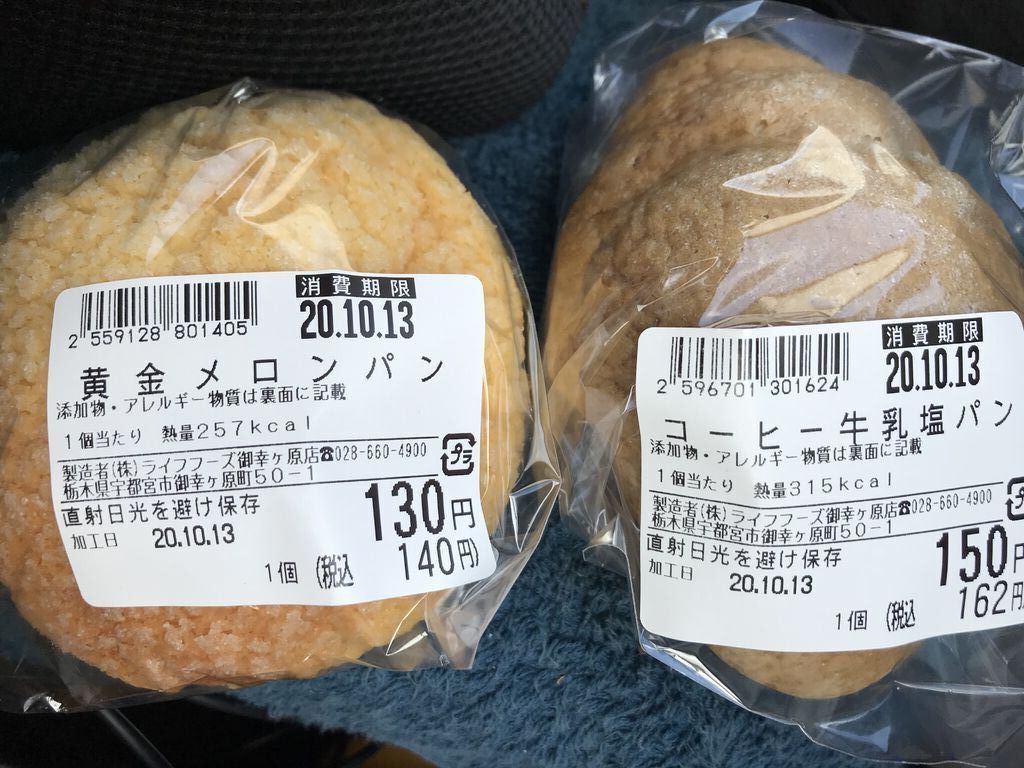 消費期限
20.10.13
2 559128 801405
黄金メロンパン
添加物・アレルギー物質は裏面に記載
1個当たり 熱量257kcal
製造者(株)ライフフーズ御幸ヶ原店☎028-660-4900
栃木県宇都宮市御幸ヶ原町50-1
プラ
直射日光を避け保存
加工日 20.10.13
130円
1個 (税込 140円)
消費期限
20.10.13
2 596701 301624
コーヒー牛乳塩パン
添加物・アレルギー物質は裏面に記載
1個当たり 熱量315kcal
製造者(株)ライフフーズ御幸ヶ原店☎028-660-4900
栃木県宇都宮市御幸ヶ原町50-1
直射日光を避け保存
加工日 20.10.13
150円
1個 (税込 162円